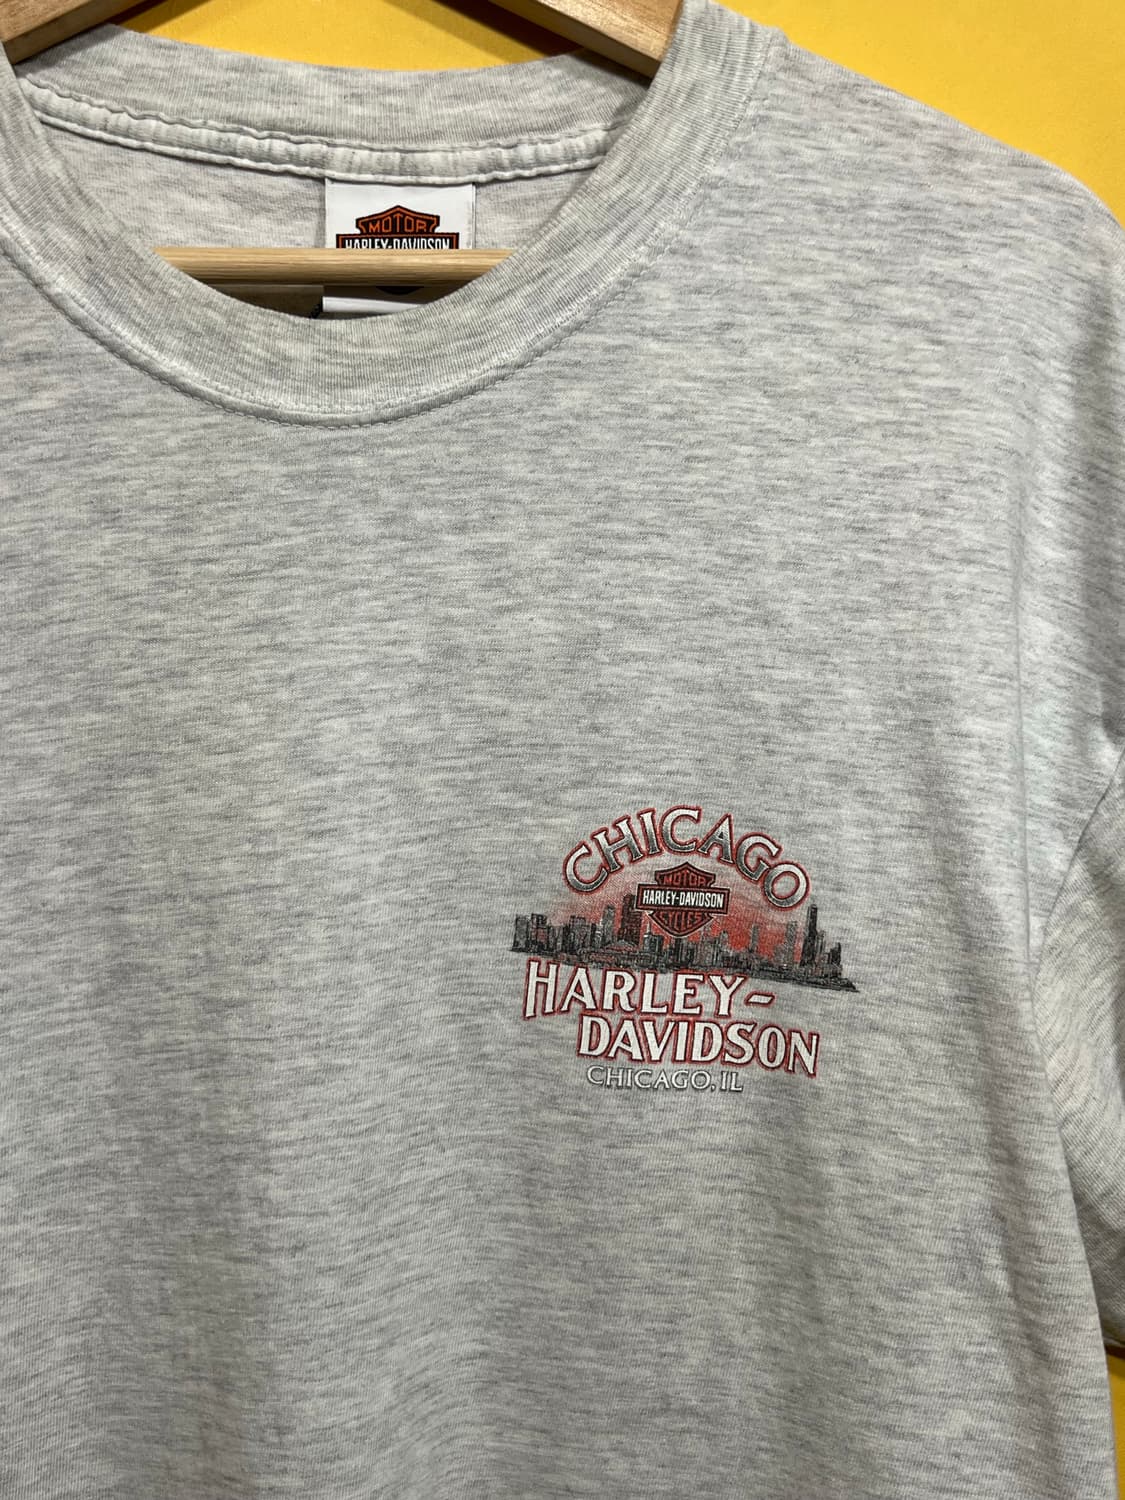 MOTOR
HARLEY-DAVIDSON
CHICAGO
MOTOR
HARLEY-DAVIDSON
CYCLES
HARLEY-
DAVIDSON
CHICAGO, IL